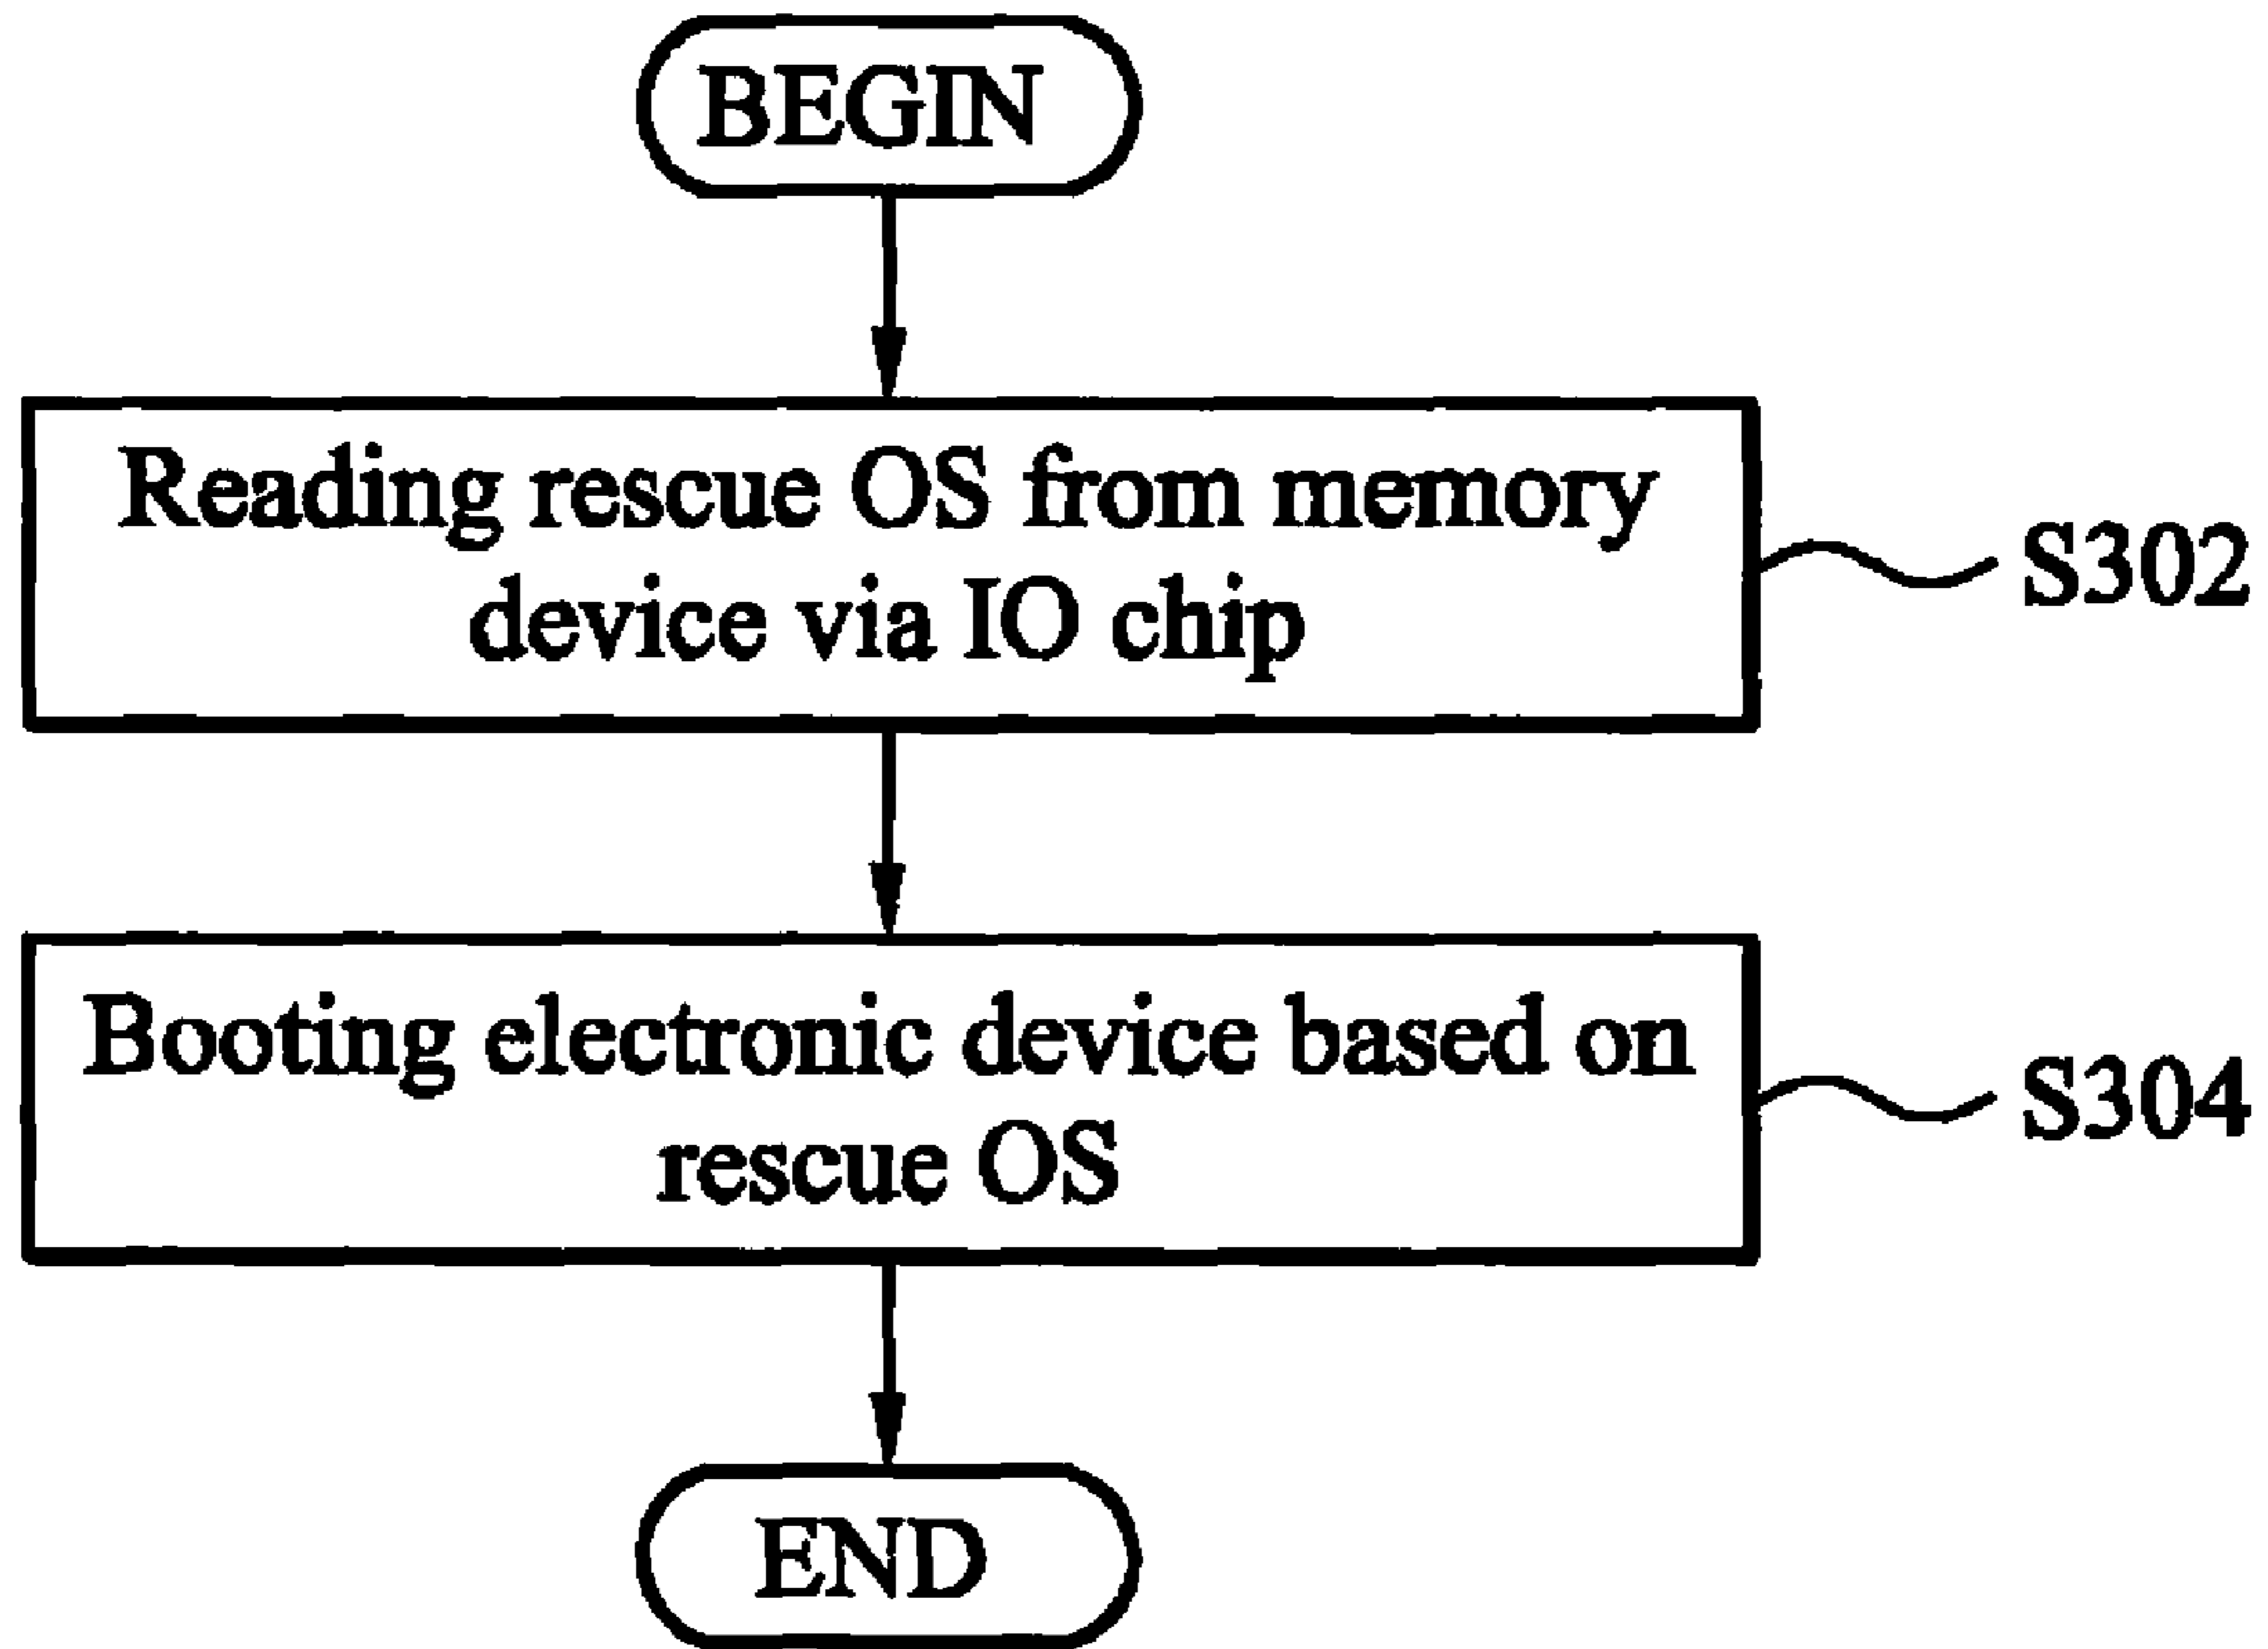 BEGIN
Reading rescue OS from memory
device via IO chip
S302
Booting electronic device based on
rescue OS
S304
END